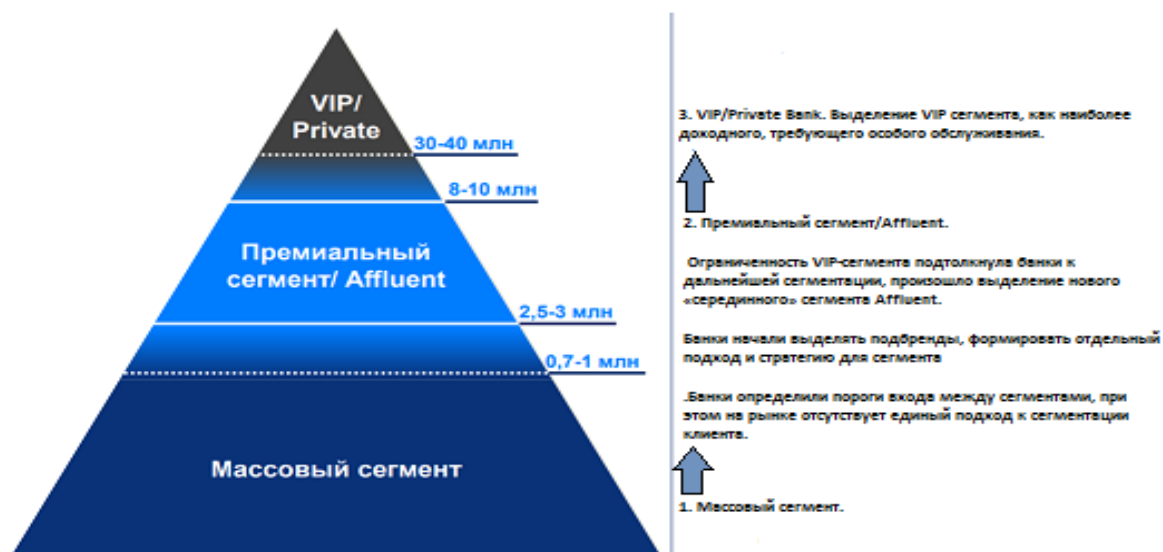 VIP/
Private
30-40 млн
8-10 млн
Премиальный
сегмент/ Affluent
2,5-3 млн
0,7-1 млн
Массовый сегмент
3. VIP/Private Bank. Выделение VIP сегмента, как наиболее
доходного, требующего особого обслуживания.
2. Премиальный сегмент/Affluent.
Ограниченность VIP-сегмента подтолкнула банки к
дальнейшей сегментации, произошло выделение нового
«серединного» сегмента Affluent.
Банки начали выделять подбренды, формировать отдельный
подход и стратегию для сегмента
.Банки определили пороги входа между сегментами, при
этом на рынке отсутствует единый подход к сегментации
клиента.
1. Массовый сегмент.